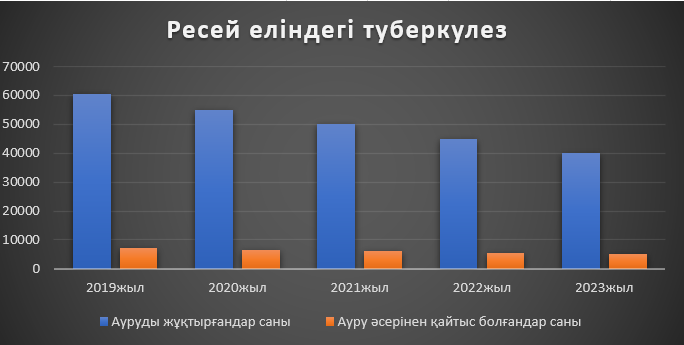 Ресей еліндегі туберкулез
70000
60000
50000
40000
30000
20000
10000
0
2019жыл 2020жыл 2021жыл 2022жыл 2023жыл
Ауруды жұқтырғандар саны Ауру әсерінен қайтыс болғандар саны